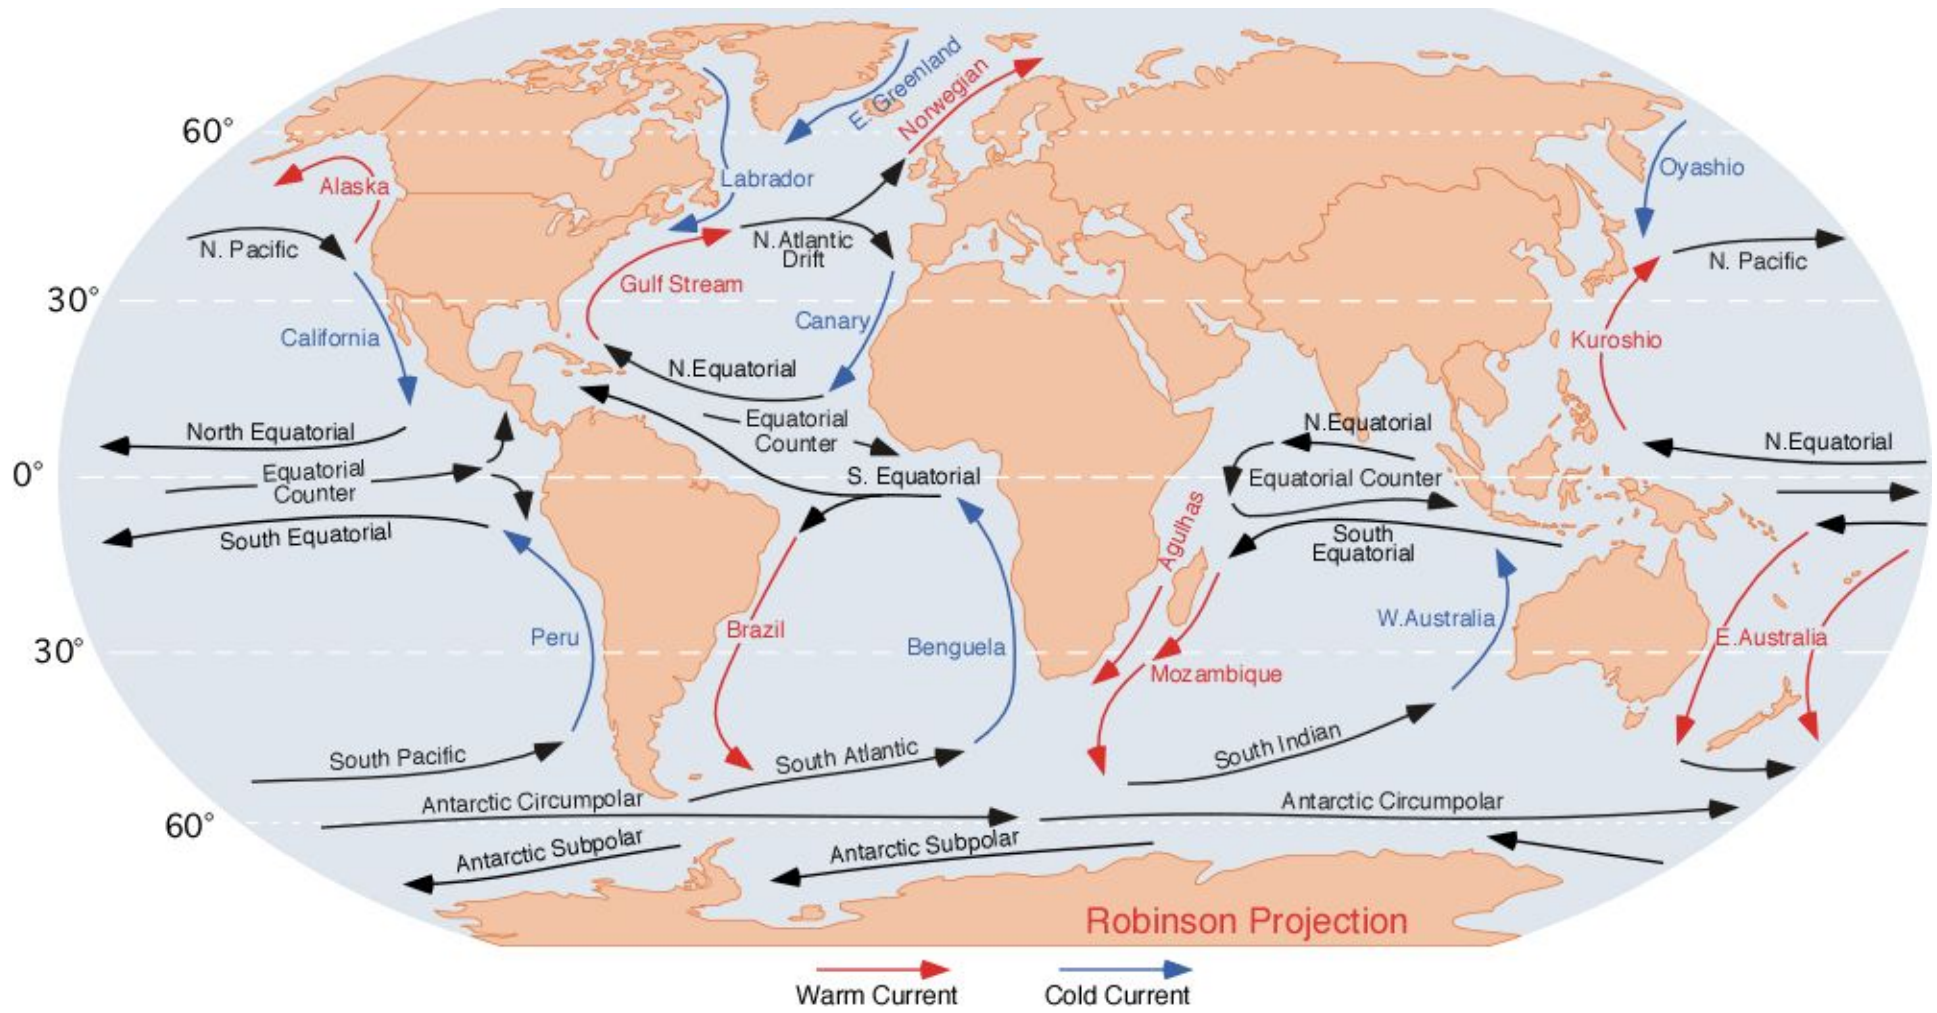 E. Greenland
Norwegian
60°
Alaska
Labrador
Oyashio
N. Pacific
N.Atlantic
Drift
N. Pacific
Gulf Stream
30°
California
Canary
Kuroshio
N.Equatorial
North Equatorial
Equatorial
Counter
N.Equatorial
N.Equatorial
0°
Equatorial
Counter
S. Equatorial
Equatorial Counter
South Equatorial
Agulhas
South
Equatorial
Peru
Brazil
Benguela
W.Australia
E.Australia
30°
Mozambique
South Pacific
South Atlantic
South Indian
Antarctic Circumpolar
Antarctic Circumpolar
60°
Antarctic Subpolar
Antarctic Subpolar
Robinson Projection
Warm Current
Cold Current